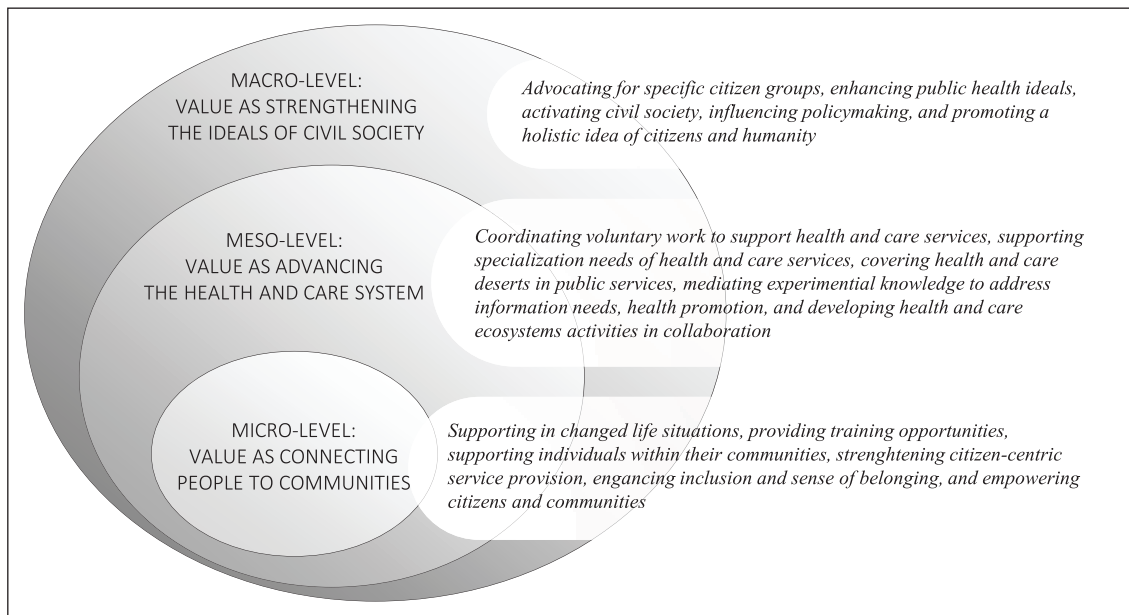 MACRO-LEVEL:
VALUE AS STRENGTHENING
THE IDEALS OF CIVIL SOCIETY
Advocating for specific citizen groups, enhancing public health ideals,
activating civil society, influencing policymaking, and promoting a
holistic idea of citizens and humanity
MESO-LEVEL:
VALUE AS ADVANCING
THE HEALTH AND CARE SYSTEM
Coordinating voluntary work to support health and care services, supporting
specialization needs of health and care services, covering health and care
deserts in public services, mediating experimential knowledge to address
information needs, health promotion, and developing health and care
ecosystems activities in collaboration
MICRO-LEVEL:
VALUE AS CONNECTING
PEOPLE TO COMMUNITIES
Supporting in changed life situations, providing training opportunities,
supporting individuals within their communities, strenghtening citizen-centric
service provision, engancing inclusion and sense of belonging, and empowering
citizens and communities